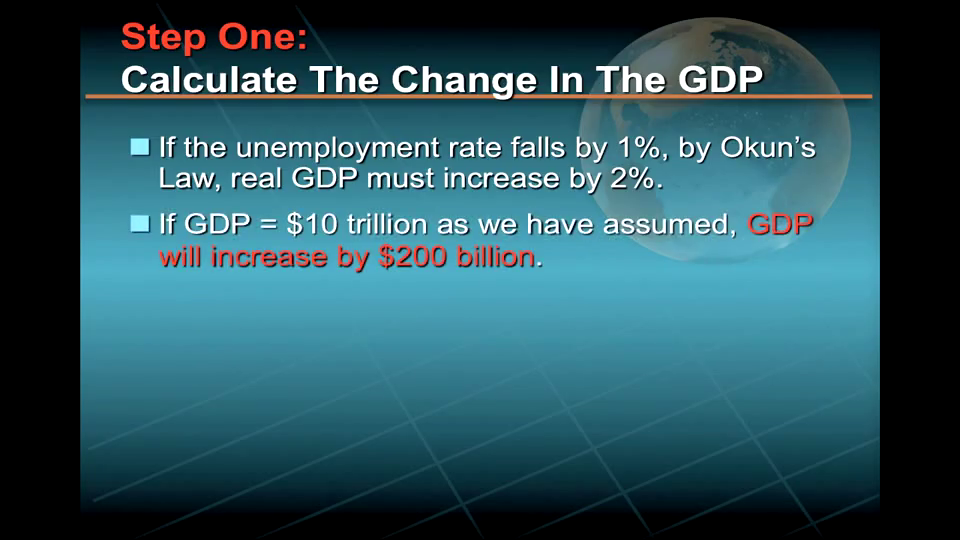 Step One:
Calculate The Change In The GDP
If the unemployment rate falls by 1%, by Okun's
Law, real GDP must increase by 2%.
If GDP = $10 trillion as we have assumed, GDP
will increase by $200 billion.